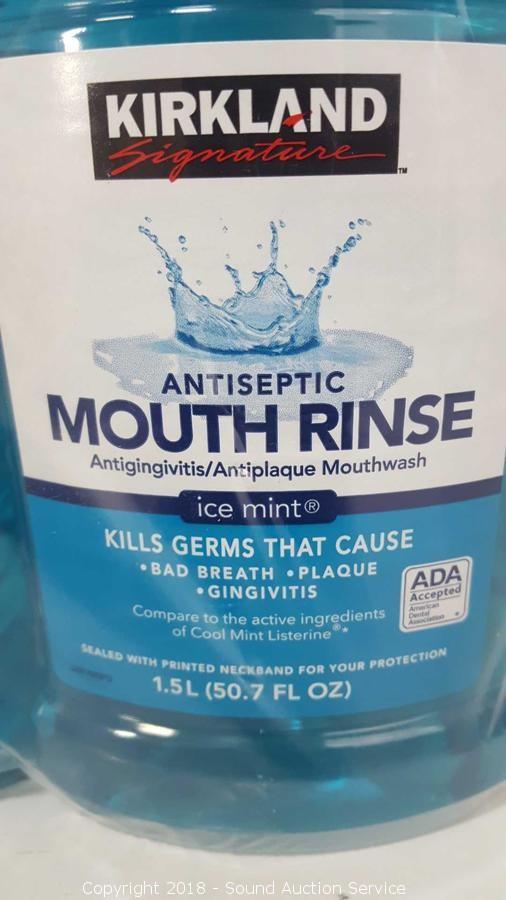 KIRKLAND
Signature™
ANTISEPTIC
MOUTH RINSE
Antigingivitis/Antiplaque Mouthwash
ice mint®
KILLS GERMS THAT CAUSE
•BAD BREATH •PLAQUE
•GINGIVITIS
ADA
Accepted
American
Dental
Association
Compare to the active ingredients
of Cool Mint Listerine®*
SEALED WITH PRINTED NECKBAND FOR YOUR PROTECTION
1.5L (50.7 FL OZ)
Copyright 2018 - Sound Auction Service